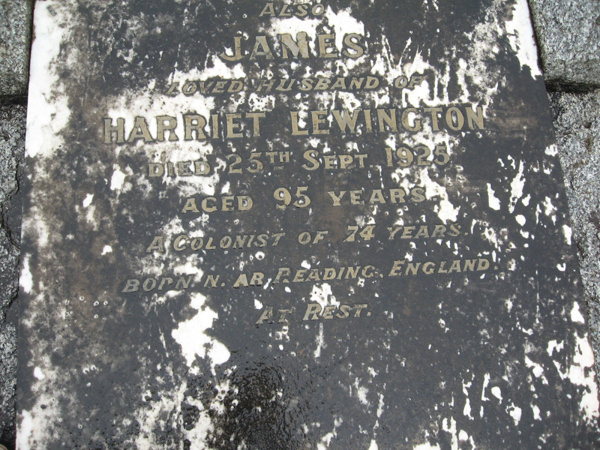 ALSO
JAMES
LOVED HUSBAND OF
HARRIET LEWINGTON
DIED 25TH SEPT 1925
AGED 95 YEARS
A COLONIST OF 74 YEARS
BORN N AR READING, ENGLAND
AT REST.